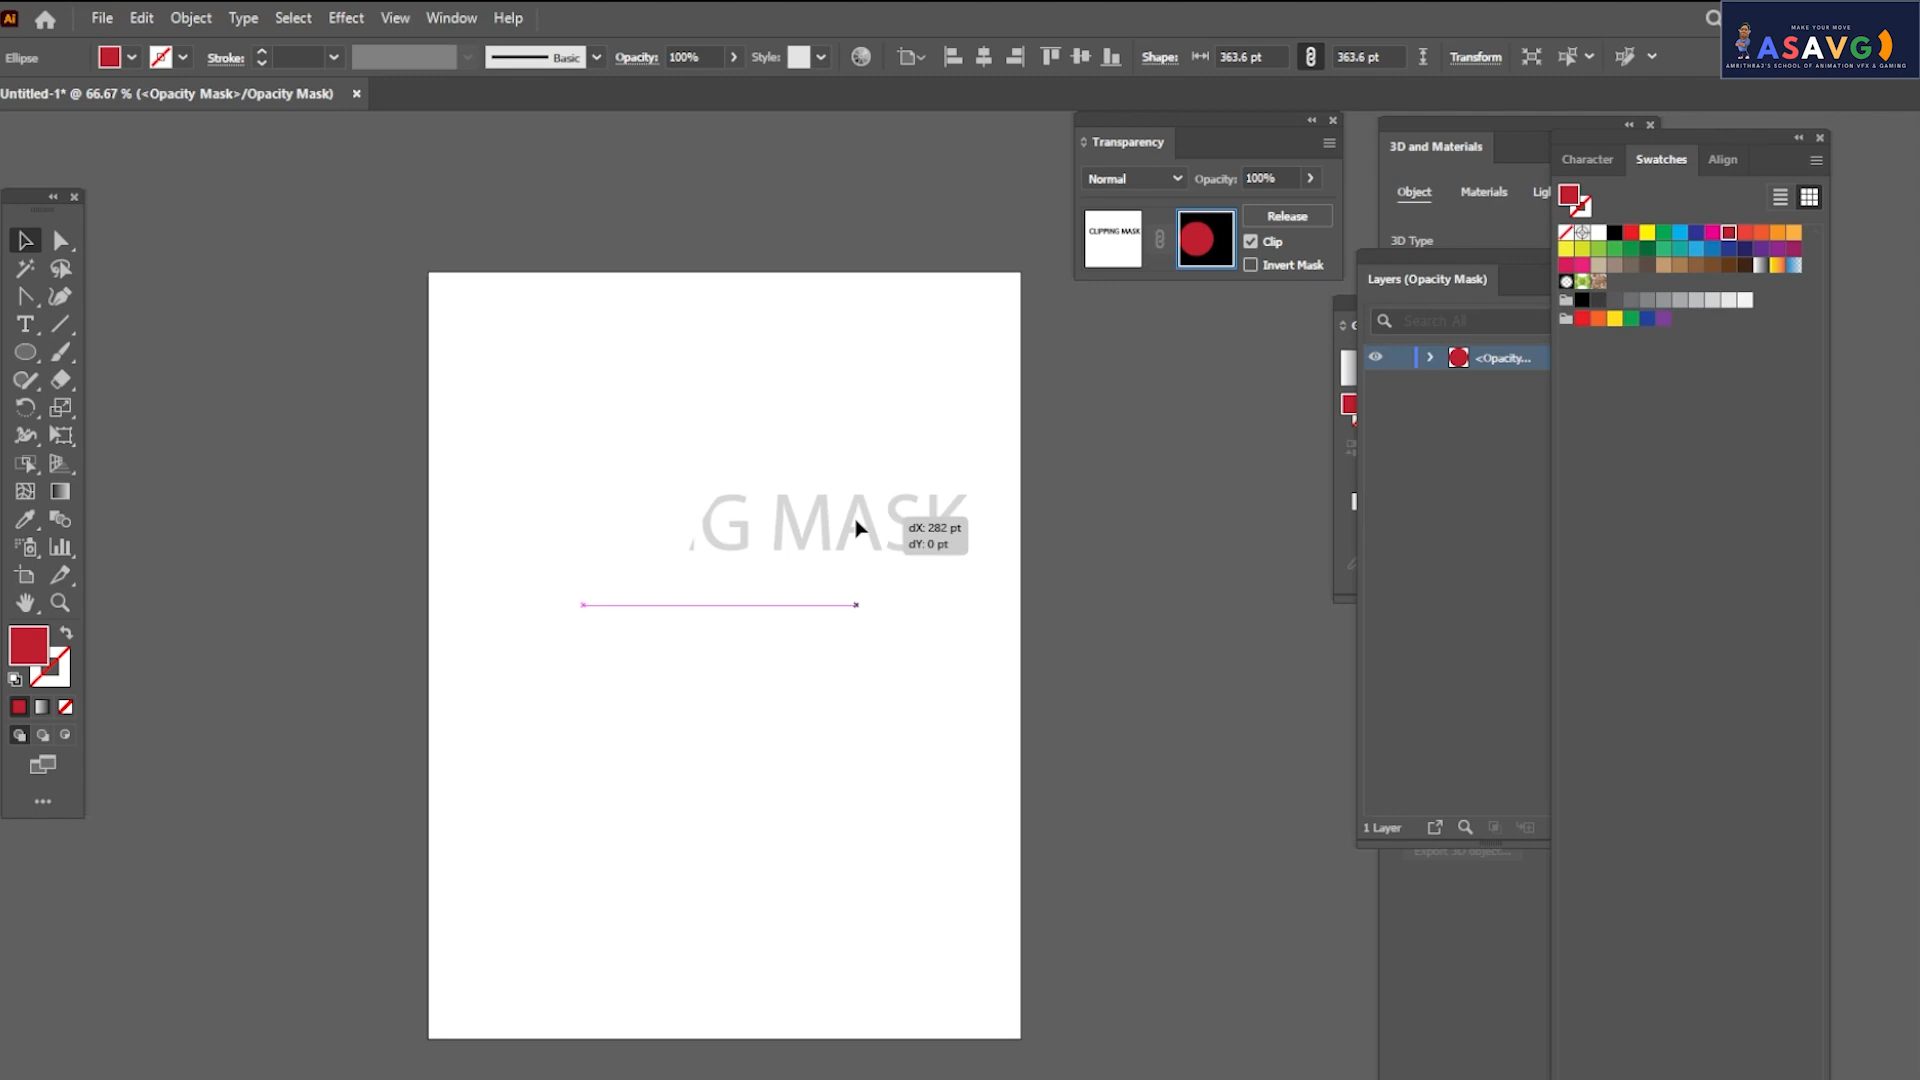 Ai File Edit Object Type Select Effect View Window Help
MAKE YOUR MOVE
ASAVG
AMRITHRAJ'S SCHOOL OF ANIMATION VFX & GAMING
Ellipse Stroke: Basic Opacity: 100% Style: Shape: 363.6 pt 363.6 pt Transform
Untitled-1* @ 66.67 % (<Opacity Mask>/Opacity Mask) ×
Transparency
Normal Opacity: 100%
CLIPPING MASK
Release
Clip
Invert Mask
3D and Materials
Object Materials Ligl
3D Type
Character Swatches Align
Layers (Opacity Mask)
Search All
<Opacity...
G MASK
dX: 282 pt
dY: 0 pt
1 Layer
Export 3D object...